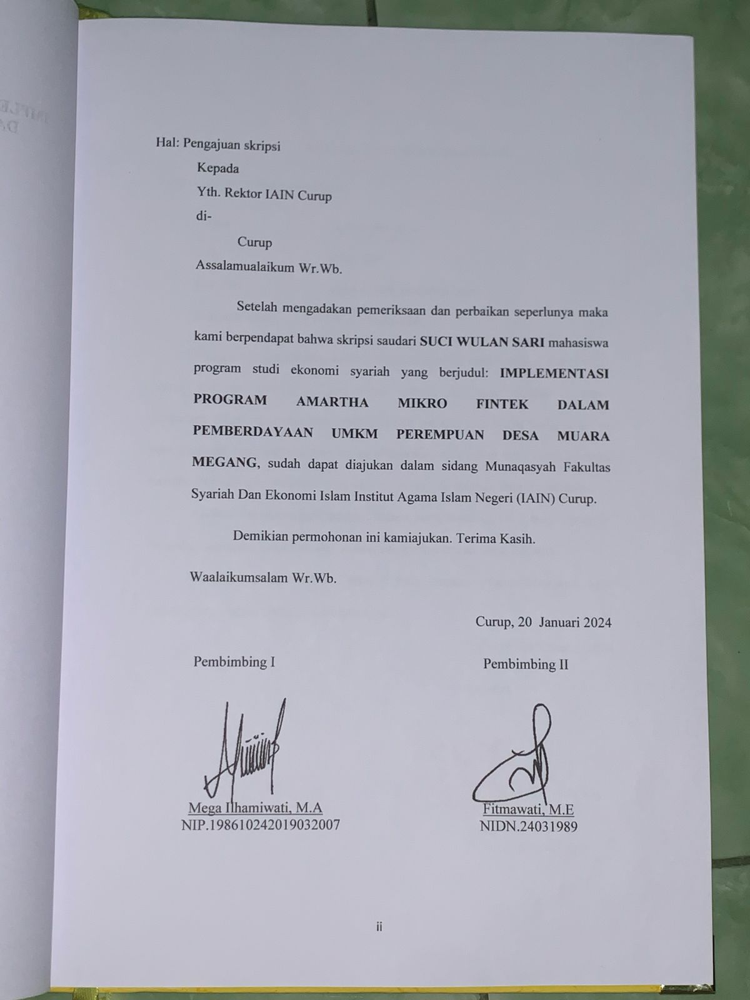 Hal: Pengajuan skripsi
Kepada
Yth. Rektor IAIN Curup
di-
Curup
Assalamualaikum Wr.Wb.
Setelah mengadakan pemeriksaan dan perbaikan seperlunya maka
kami berpendapat bahwa skripsi saudari SUCI WULAN SARI mahasiswa
program studi ekonomi syariah yang berjudul: IMPLEMENTASI
PROGRAM AMARTHA MIKRO FINTEK DALAM
PEMBERDAYAAN UMKM PEREMPUAN DESA MUARA
MEGANG, sudah dapat diajukan dalam sidang Munaqasyah Fakultas
Syariah Dan Ekonomi Islam Institut Agama Islam Negeri (IAIN) Curup.
Demikian permohonan ini kamiajukan. Terima Kasih.
Waalaikumsalam Wr.Wb.
Curup, 20 Januari 2024
Pembimbing I Pembimbing II
Mega Ilhamiwati, M.A Fitmawati, M.E
NIP.198610242019032007 NIDN.24031989
ii